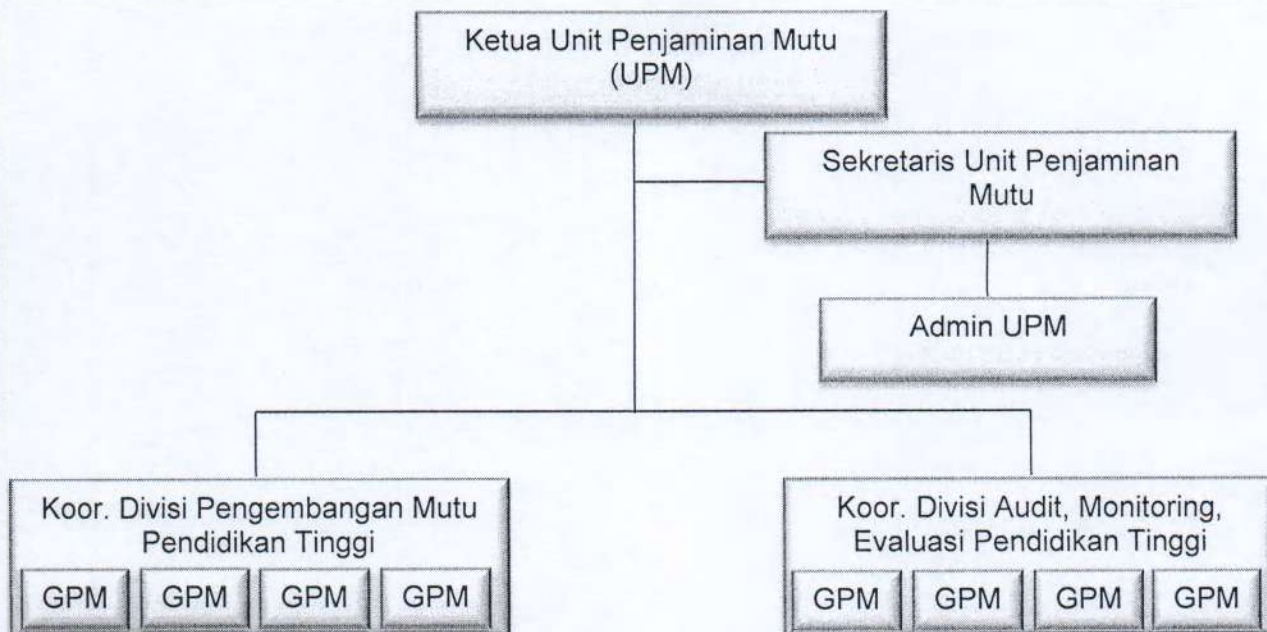 Ketua Unit Penjaminan Mutu
(UPM)
Sekretaris Unit Penjaminan
Mutu
Admin UPM
Koor. Divisi Pengembangan Mutu
Pendidikan Tinggi
GPM GPM GPM GPM
Koor. Divisi Audit, Monitoring,
Evaluasi Pendidikan Tinggi
GPM GPM GPM GPM